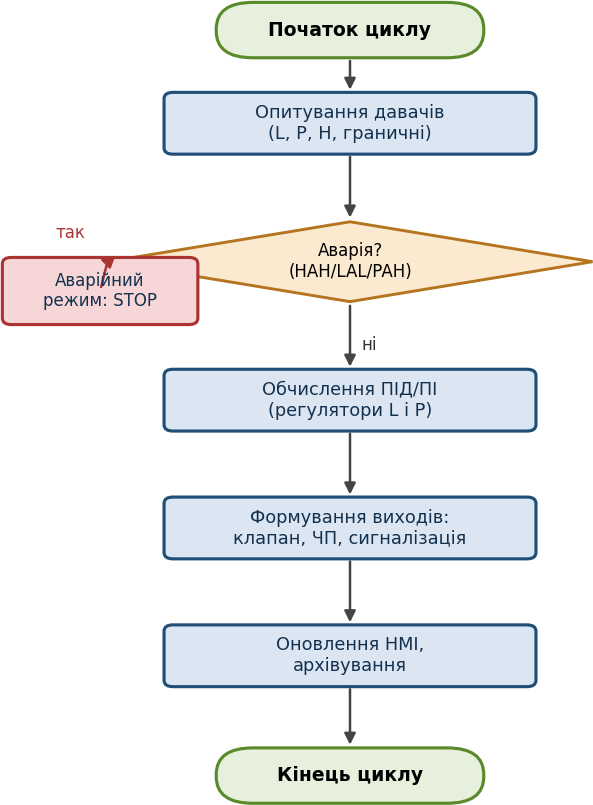 Початок циклу
Опитування давачів
(L, P, H, граничні)
Аварія?
(HAH/LAL/PAH)
так
Аварійний
режим: STOP
ні
Обчислення ПІД/ПІ
(регулятори L і P)
Формування виходів:
клапан, ЧП, сигналізація
Оновлення HMI,
архівування
Кінець циклу